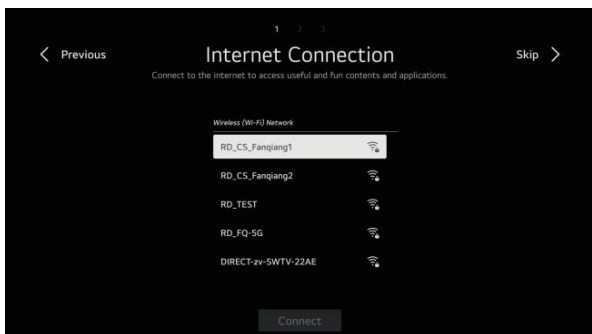 1 2 3
Previous
Internet Connection
Skip
Connect to the internet to access useful and fun contents and applications.
Wireless (Wi-Fi) Network
RD_CS_Fanqiang1
RD_CS_Fanqiang2
RD_TEST
RD_FQ-5G
DIRECT-zv-SWTV-22AE
Connect